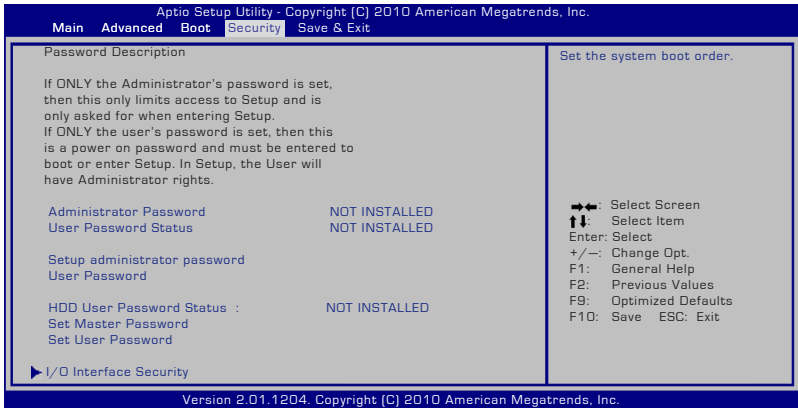 Aptio Setup Utility - Copyright (C) 2010 American Megatrends, Inc.
Main Advanced Boot Security Save & Exit
Password Description
If ONLY the Administrator's password is set,
then this only limits access to Setup and is
only asked for when entering Setup.
If ONLY the user's password is set, then this
is a power on password and must be entered to
boot or enter Setup. In Setup, the User will
have Administrator rights.
Administrator Password NOT INSTALLED
User Password Status NOT INSTALLED
Setup administrator password
User Password
HDD User Password Status : NOT INSTALLED
Set Master Password
Set User Password
I/O Interface Security
Set the system boot order.
→←: Select Screen
↑↓: Select Item
Enter: Select
+/—: Change Opt.
F1: General Help
F2: Previous Values
F9: Optimized Defaults
F10: Save ESC: Exit
Version 2.01.1204. Copyright (C) 2010 American Megatrends, Inc.